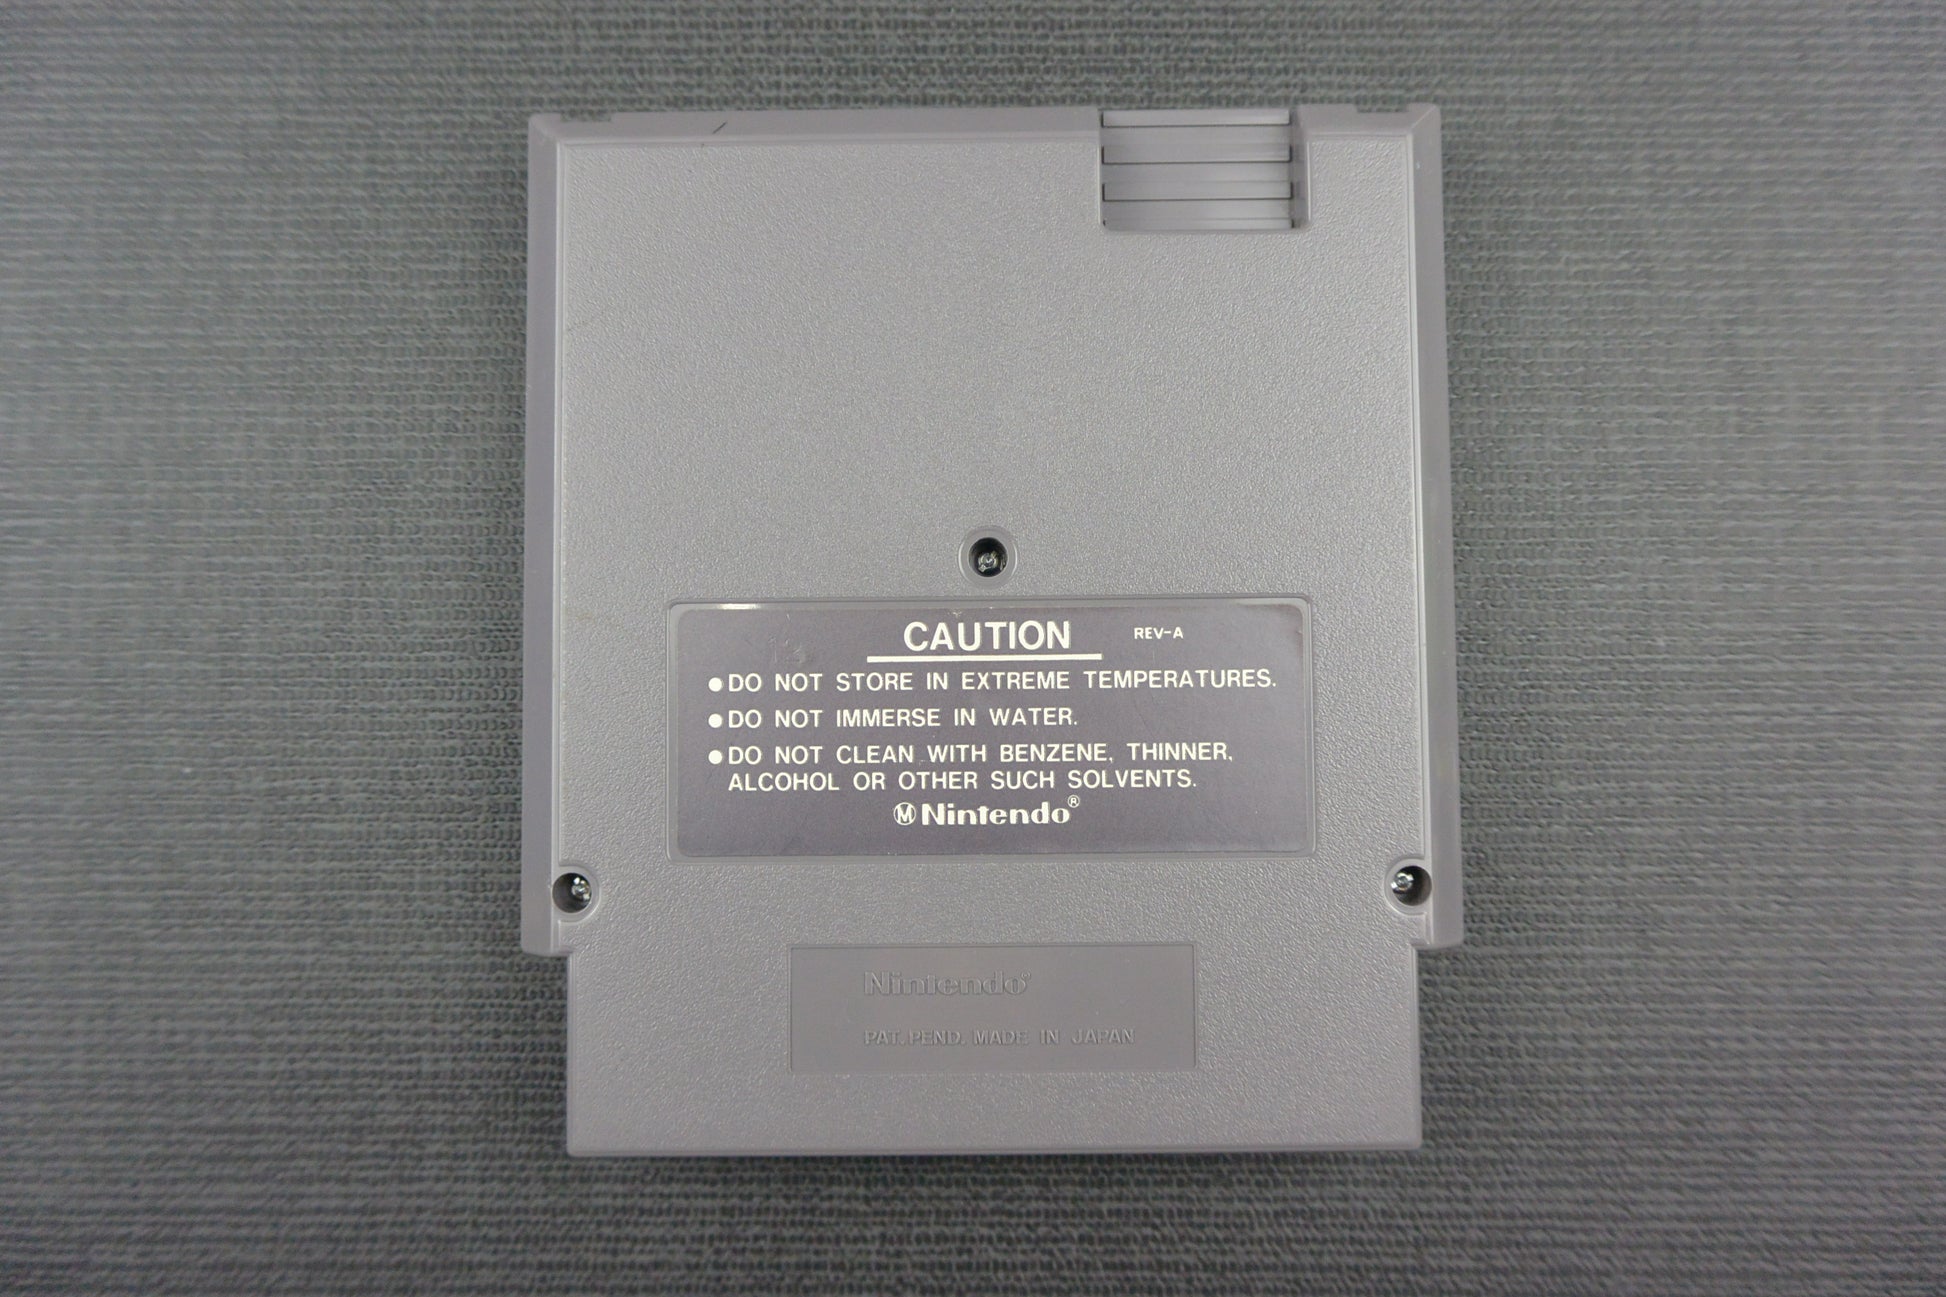 CAUTION REV-A
●DO NOT STORE IN EXTREME TEMPERATURES.
●DO NOT IMMERSE IN WATER.
●DO NOT CLEAN WITH BENZENE, THINNER,
ALCOHOL OR OTHER SUCH SOLVENTS.
Ⓜ Nintendo®
Nintendo®
PAT. PEND. MADE IN JAPAN